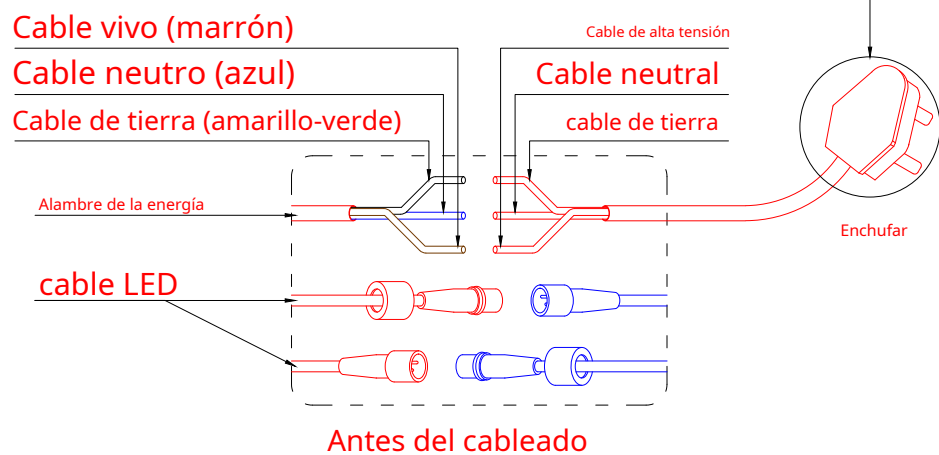 Cable vivo (marrón)
Cable neutro (azul)
Cable de tierra (amarillo-verde)
Alambre de la energía
cable LED
Cable de alta tensión
Cable neutral
cable de tierra
Enchufar
Antes del cableado